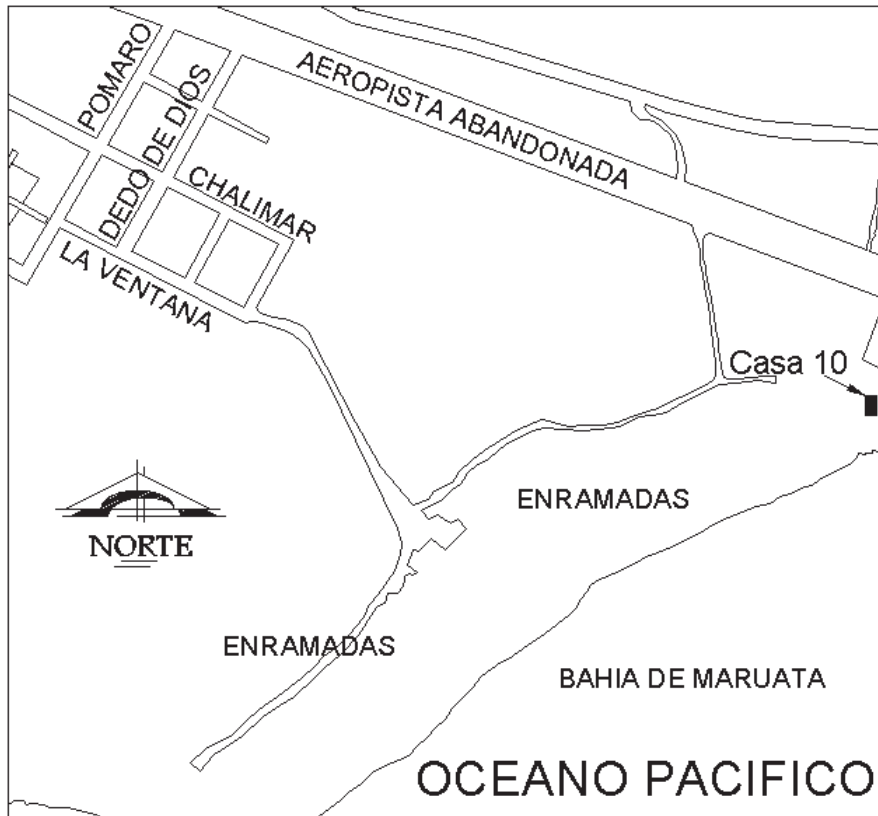 POMARO
DEDO DE DIOS
AEROPISTA ABANDONADA
CHALIMAR
LA VENTANA
Casa 10
ENRAMADAS
NORTE
ENRAMADAS
BAHIA DE MARUATA
OCEANO PACIFICO